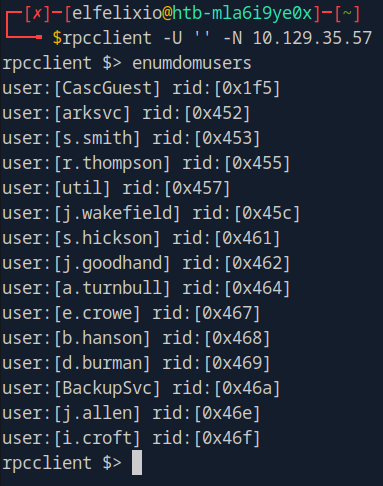 [✗]─[elfelixio@htb-mla6i9ye0x]─[~]
$rpcclient -U '' -N 10.129.35.57
rpcclient $> enumdomusers
user:[CascGuest] rid:[0x1f5]
user:[arksvc] rid:[0x452]
user:[s.smith] rid:[0x453]
user:[r.thompson] rid:[0x455]
user:[util] rid:[0x457]
user:[j.wakefield] rid:[0x45c]
user:[s.hickson] rid:[0x461]
user:[j.goodhand] rid:[0x462]
user:[a.turnbull] rid:[0x464]
user:[e.crowe] rid:[0x467]
user:[b.hanson] rid:[0x468]
user:[d.burman] rid:[0x469]
user:[BackupSvc] rid:[0x46a]
user:[j.allen] rid:[0x46e]
user:[i.croft] rid:[0x46f]
rpcclient $>